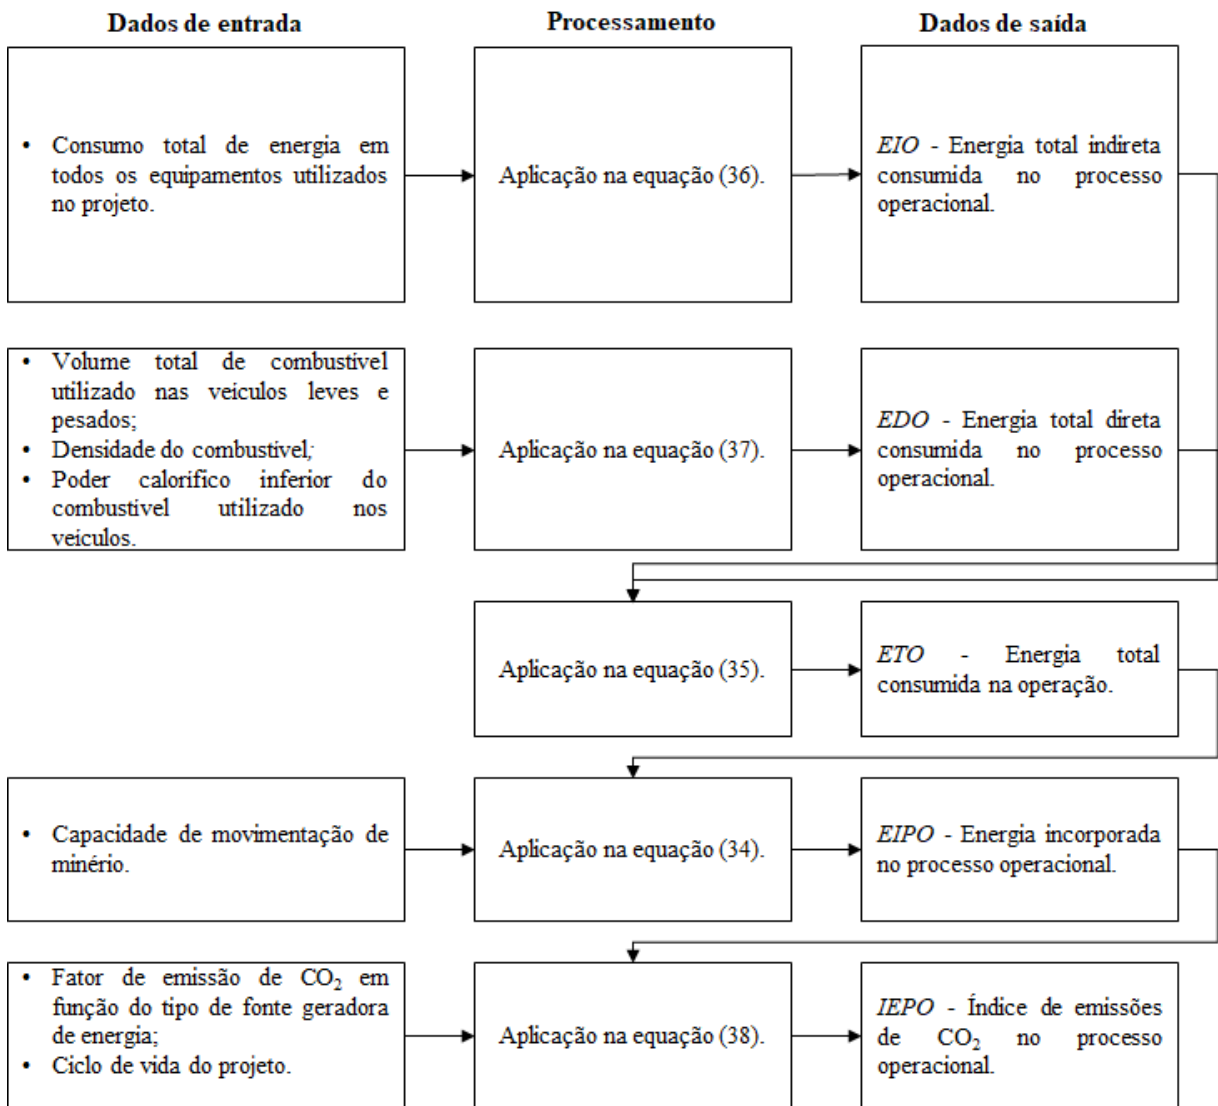 Dados de entrada
Processamento
Dados de saída
• Consumo total de energia em
todos os equipamentos utilizados
no projeto.
Aplicação na equação (36).
EIO - Energia total indireta
consumida no processo
operacional.
• Volume total de combustível
utilizado nas veículos leves e
pesados;
• Densidade do combustível;
• Poder calorífico inferior do
combustível utilizado nos
veículos.
Aplicação na equação (37).
EDO - Energia total direta
consumida no processo
operacional.
Aplicação na equação (35).
ETO - Energia total
consumida na operação.
• Capacidade de movimentação de
minério.
Aplicação na equação (34).
EIPO - Energia incorporada
no processo operacional.
• Fator de emissão de CO₂ em
função do tipo de fonte geradora
de energia;
• Ciclo de vida do projeto.
Aplicação na equação (38).
IEPO - Índice de emissões
de CO₂ no processo
operacional.